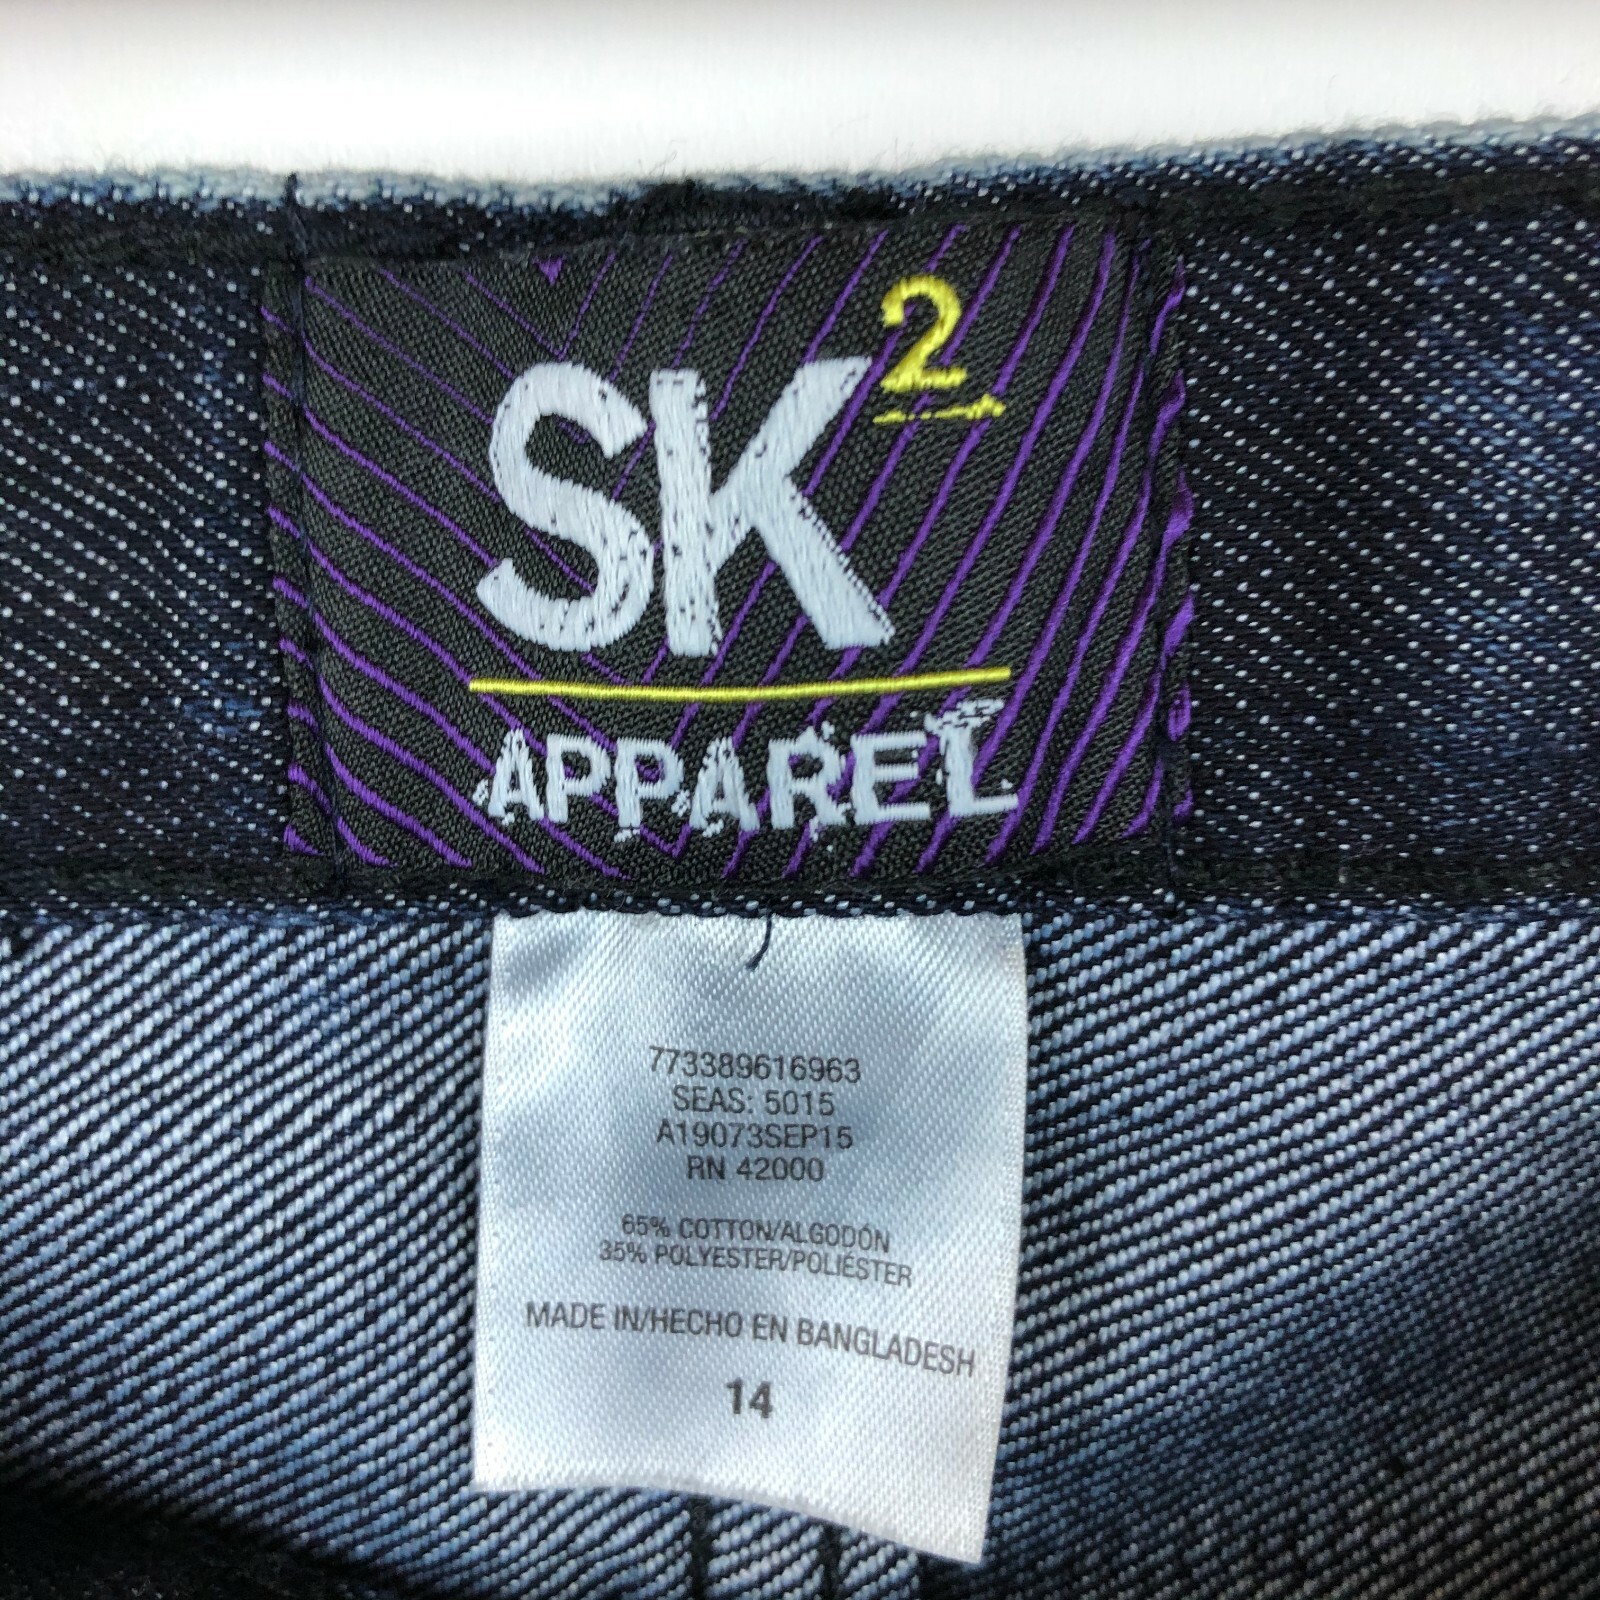 SK2
APPAREL
773389616963
SEAS: 5015
A19073SEP15
RN 42000
65% COTTON/ALGODÓN
35% POLYESTER/POLIÉSTER
MADE IN/HECHO EN BANGLADESH
14